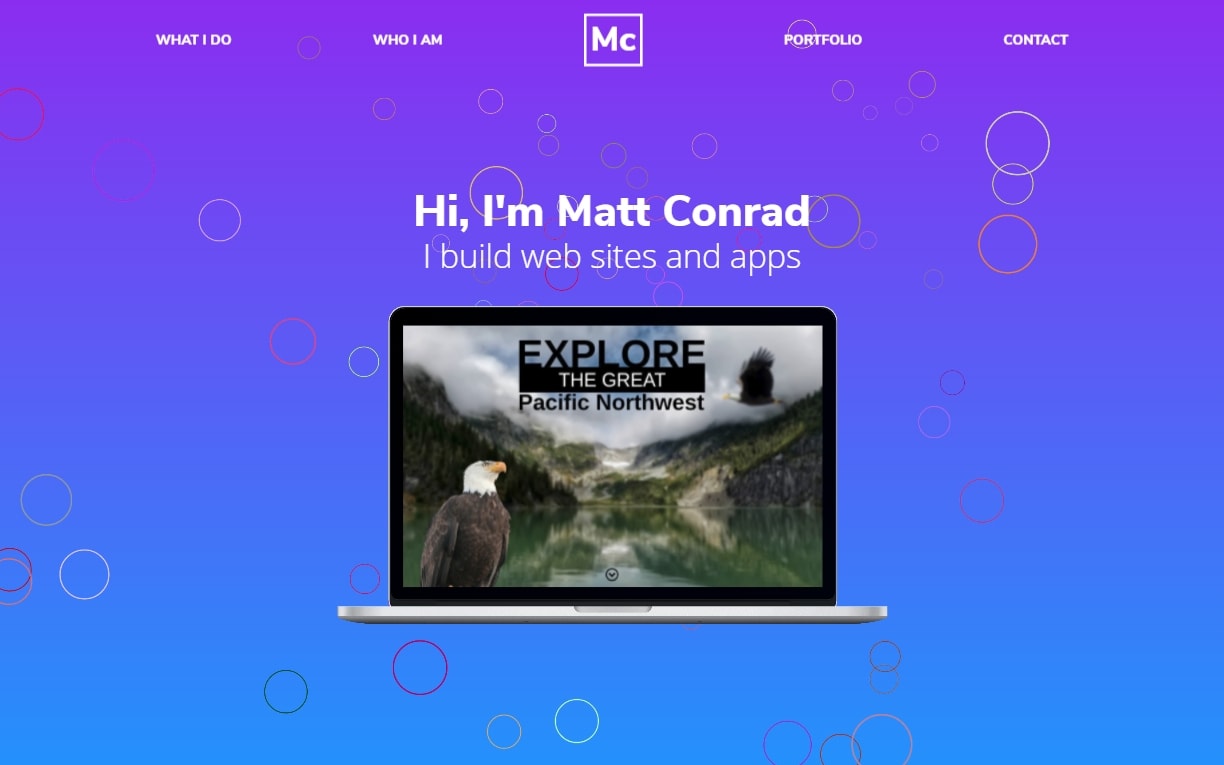 WHAT I DO
WHO I AM
Mc
PORTFOLIO
CONTACT
Hi, I'm Matt Conrad
I build web sites and apps
EXPLORE
THE GREAT
Pacific Northwest